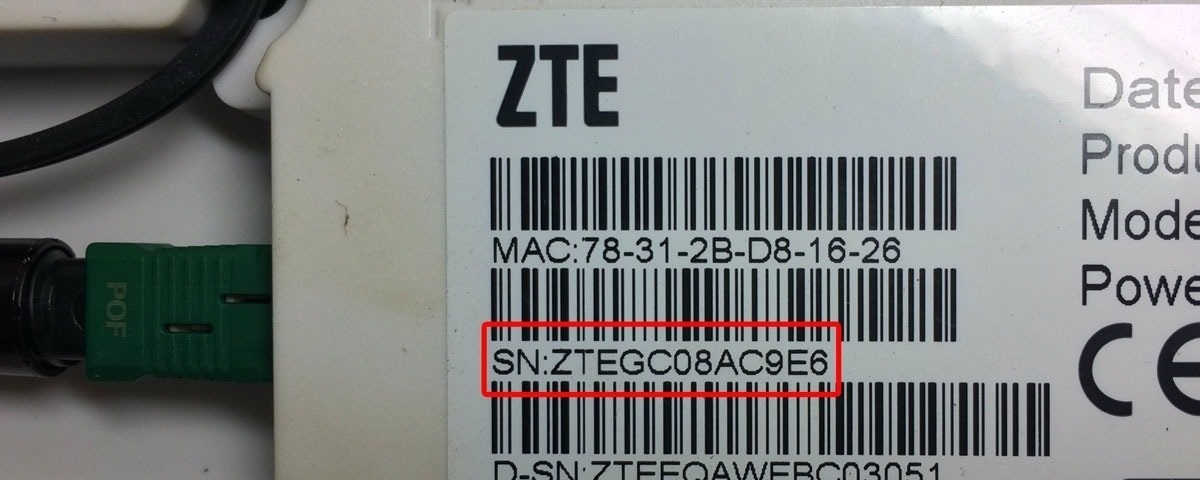 ZTE
MAC:78-31-2B-D8-16-26
SN:ZTEGC08AC9E6
D-SN:ZTEEQAWEBC03051
Date
Produ
Mode
Powe
CE
POF